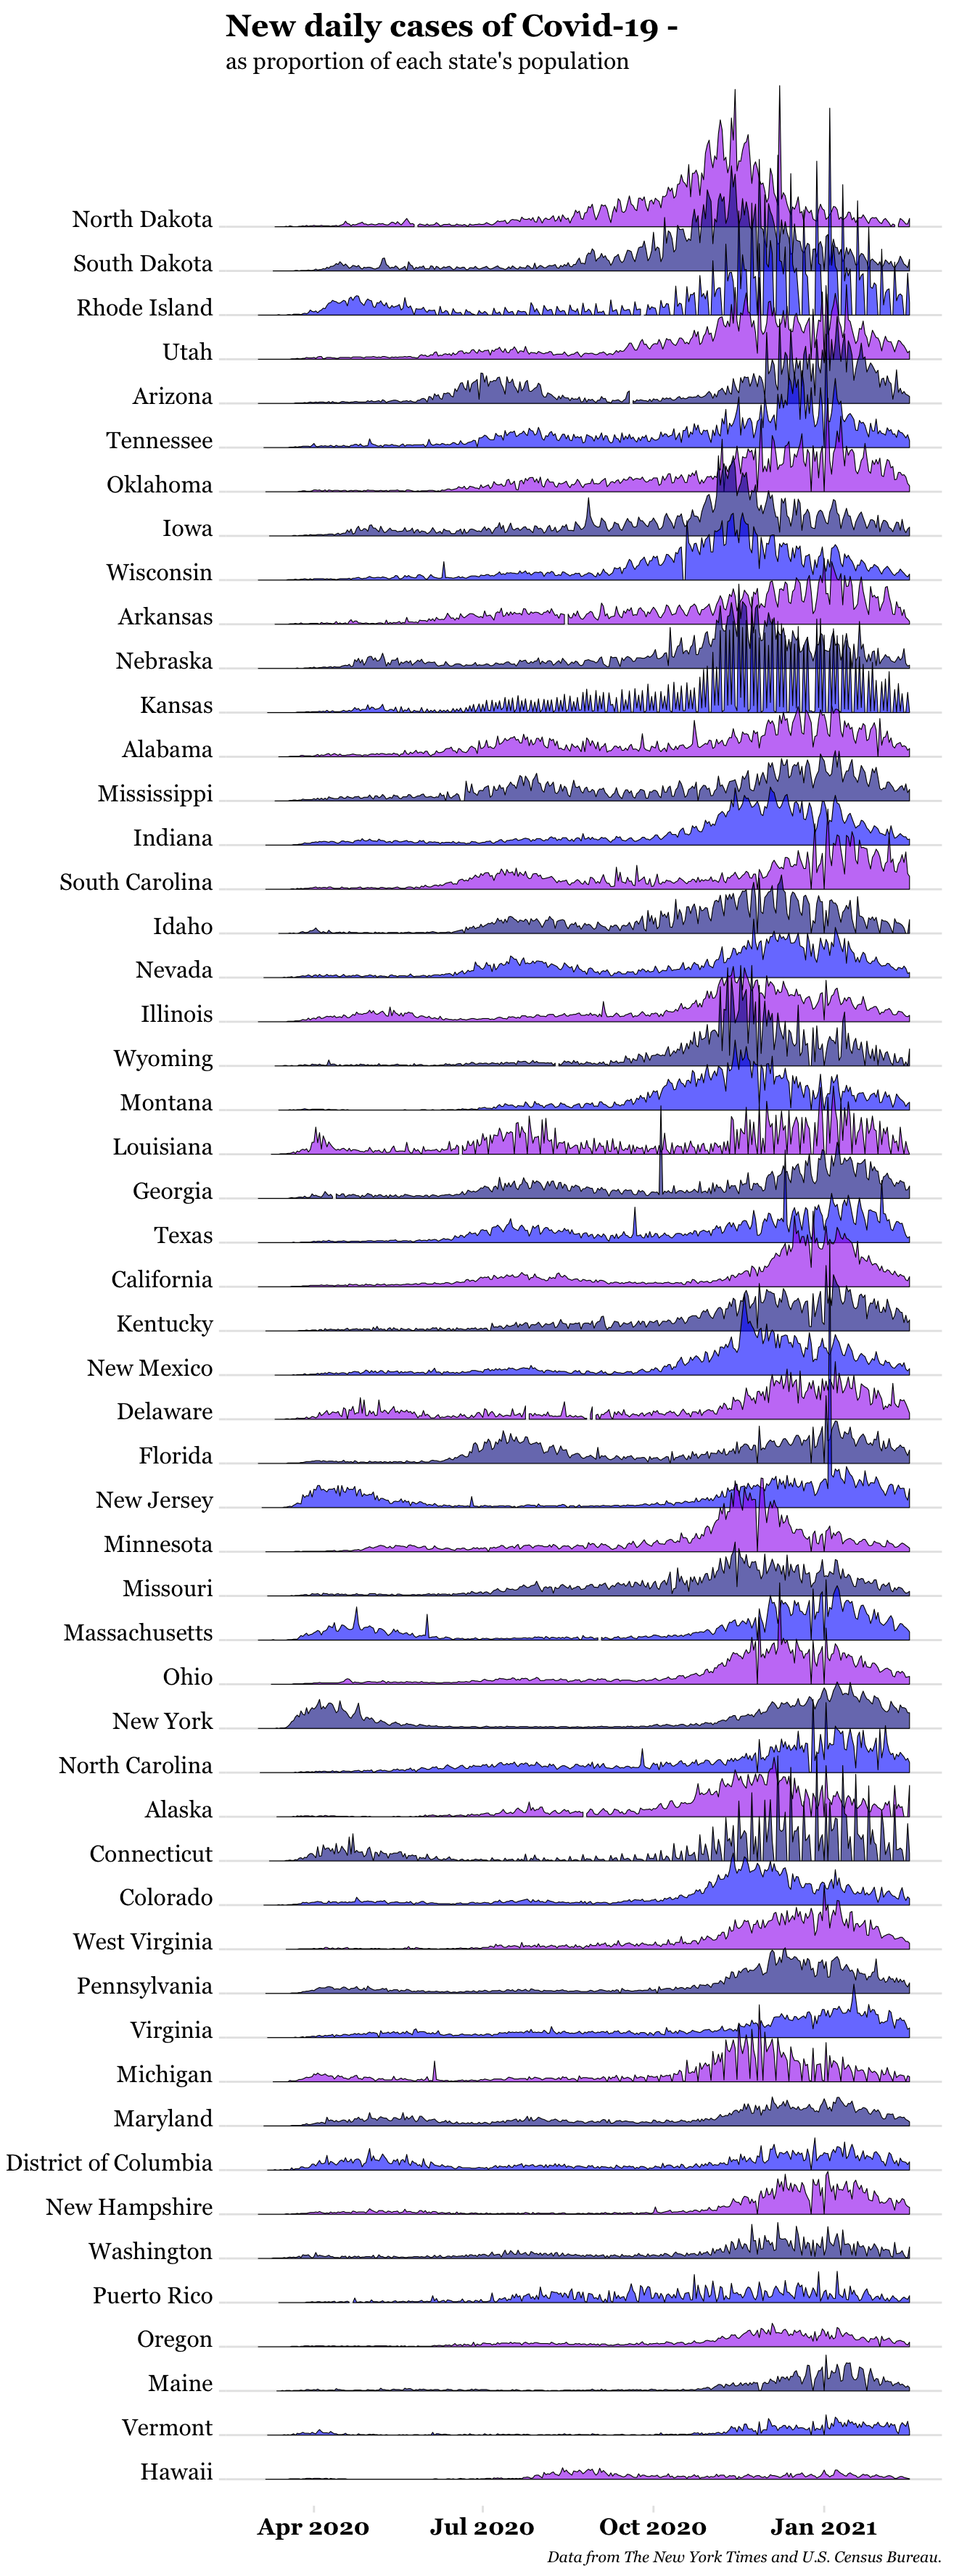 New daily cases of Covid-19 -
as proportion of each state's population
North Dakota
South Dakota
Rhode Island
Utah
Arizona
Tennessee
Oklahoma
Iowa
Wisconsin
Arkansas
Nebraska
Kansas
Alabama
Mississippi
Indiana
South Carolina
Idaho
Nevada
Illinois
Wyoming
Montana
Louisiana
Georgia
Texas
California
Kentucky
New Mexico
Delaware
Florida
New Jersey
Minnesota
Missouri
Massachusetts
Ohio
New York
North Carolina
Alaska
Connecticut
Colorado
West Virginia
Pennsylvania
Virginia
Michigan
Maryland
District of Columbia
New Hampshire
Washington
Puerto Rico
Oregon
Maine
Vermont
Hawaii
Apr 2020 Jul 2020 Oct 2020 Jan 2021
Data from The New York Times and U.S. Census Bureau.